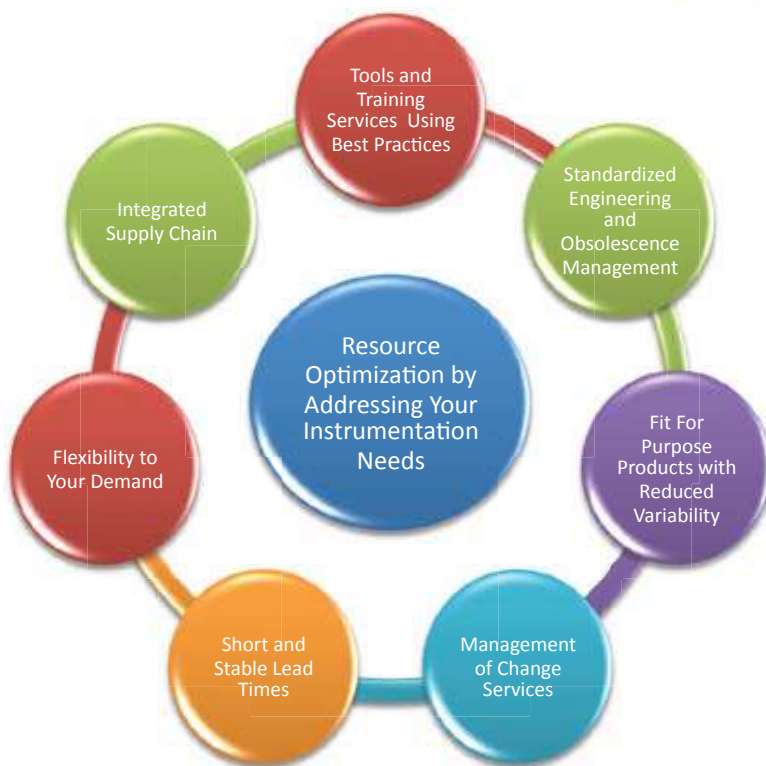 Tools and
Training
Services Using
Best Practices
Standardized
Engineering
and
Obsolescence
Management
Fit For
Purpose
Products with
Reduced
Variability
Management
of Change
Services
Short and
Stable Lead
Times
Flexibility to
Your Demand
Integrated
Supply Chain
Resource
Optimization by
Addressing Your
Instrumentation
Needs